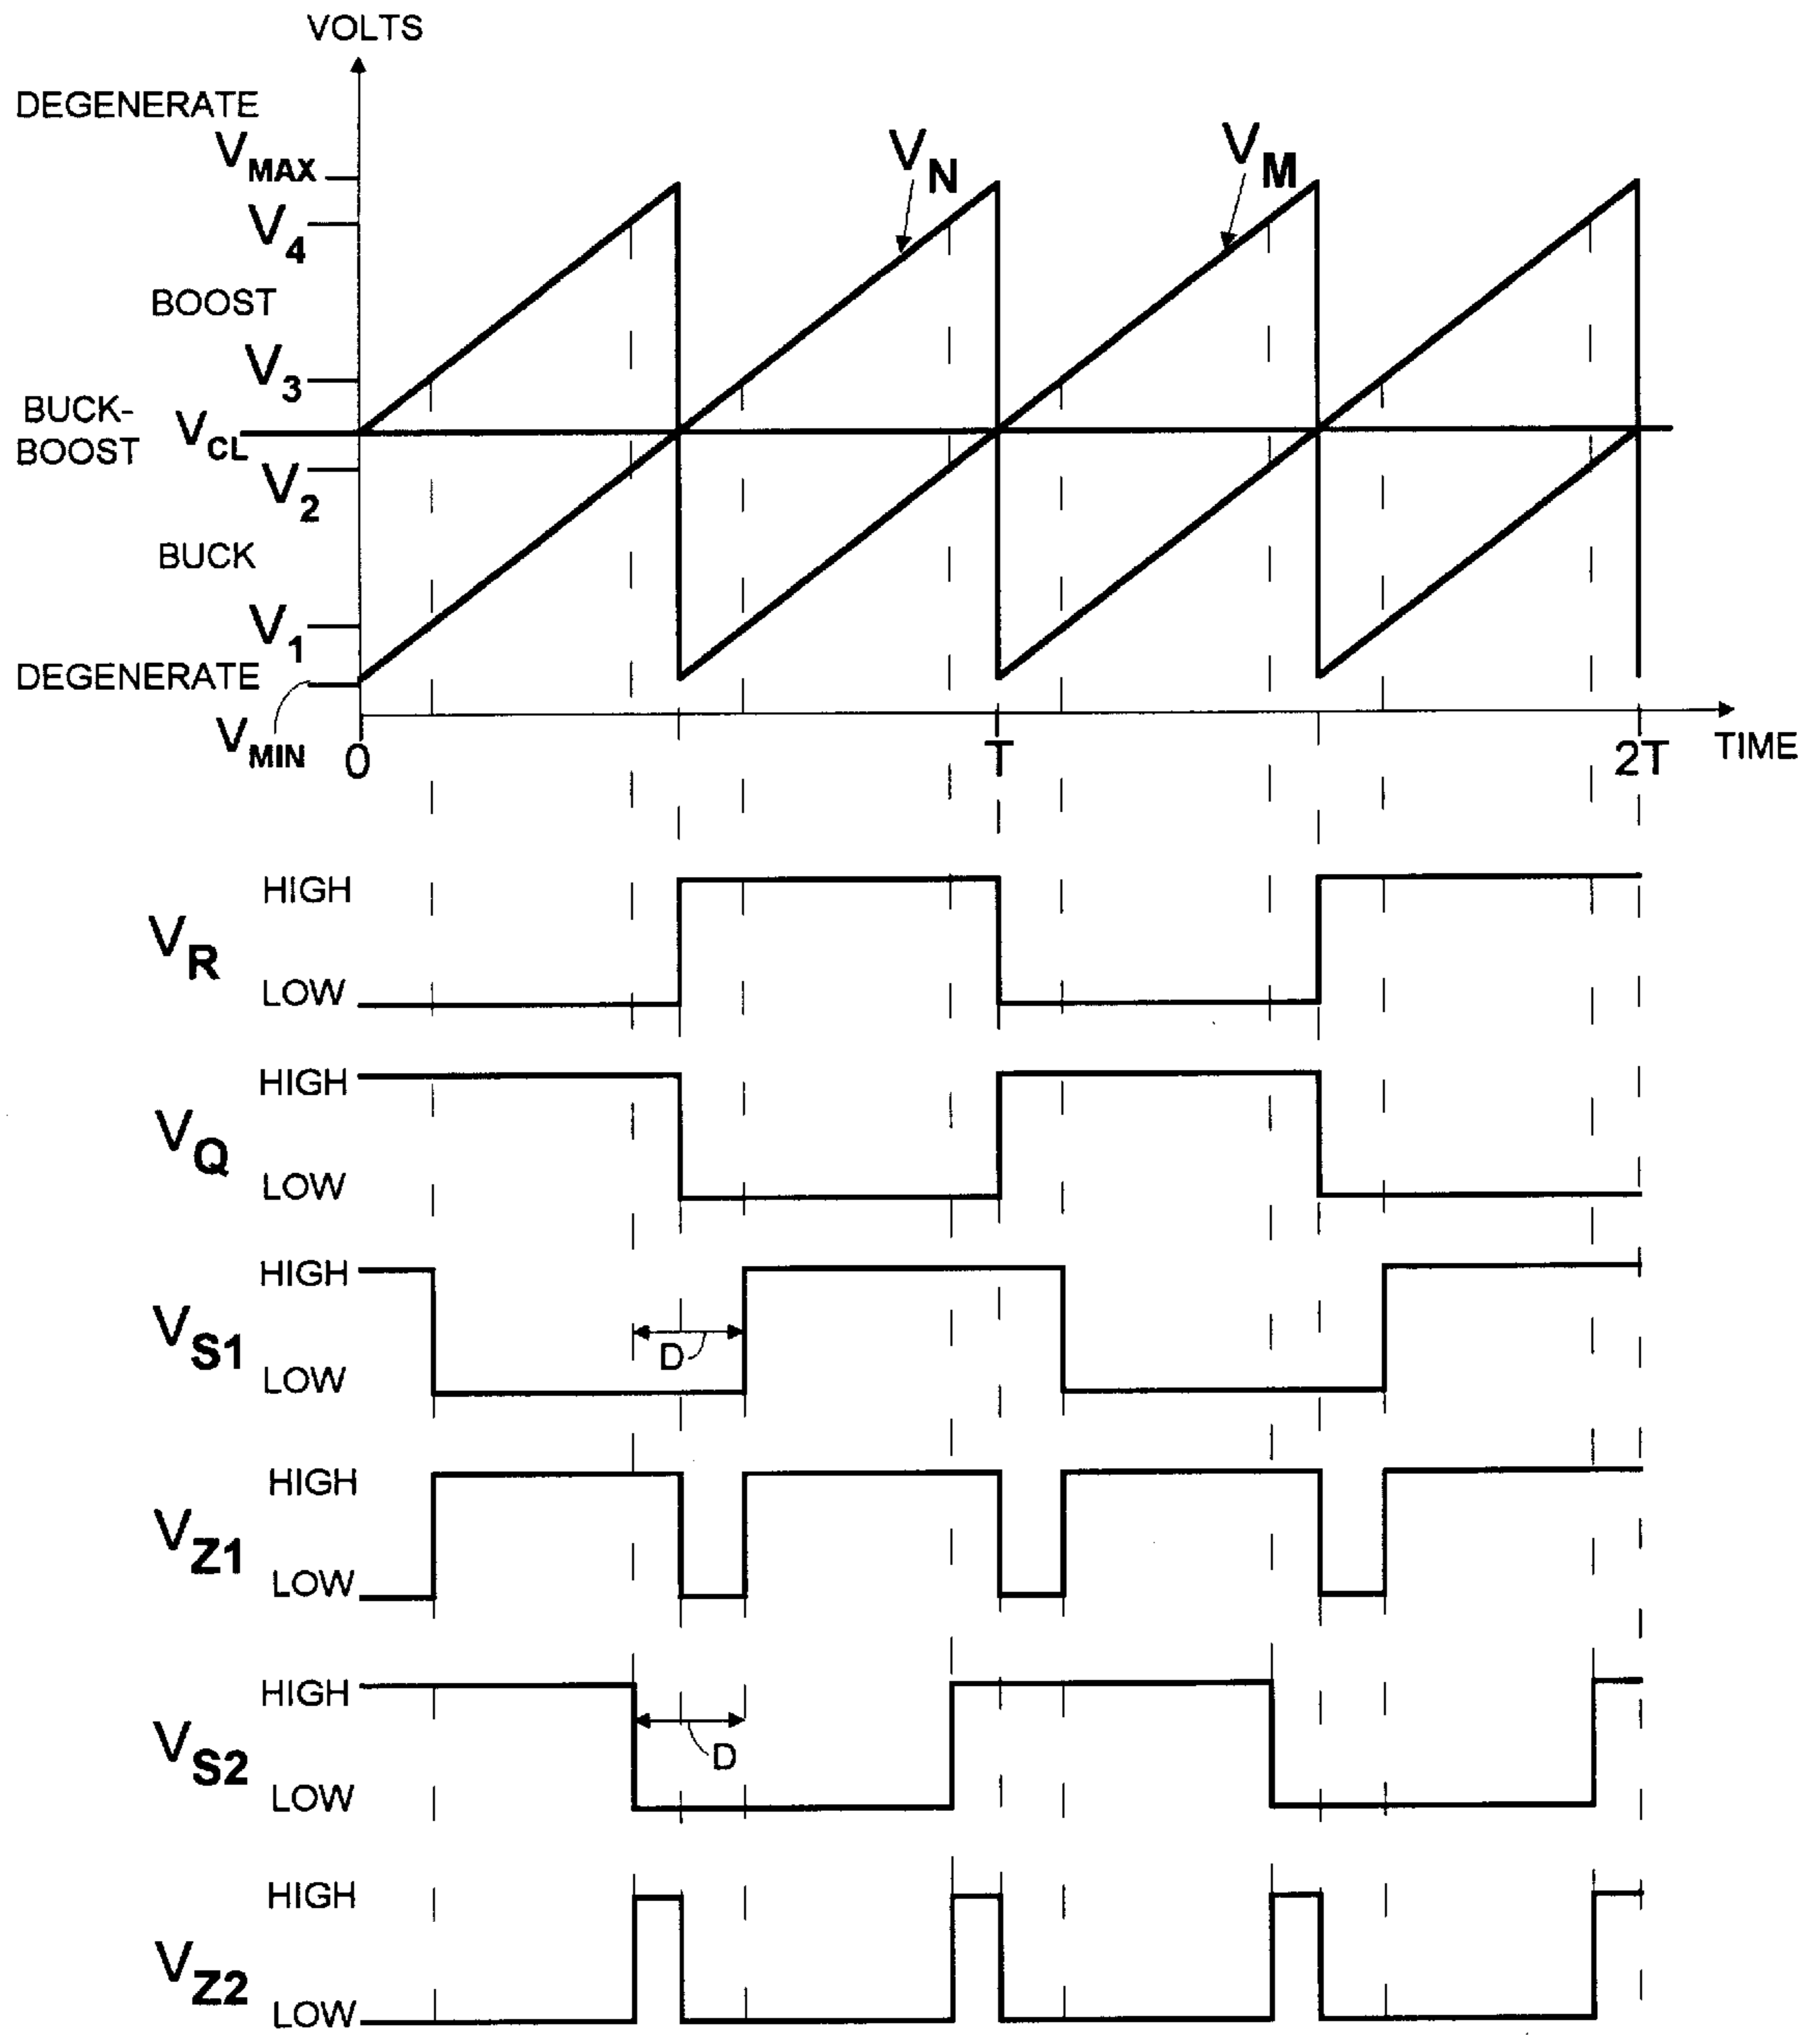 VOLTS
DEGENERATE
VMAX
VN
VM
V4
BOOST
V3
BUCK-
BOOST
VCL
V2
BUCK
V1
DEGENERATE
VMIN
0
T
2T
TIME
HIGH
VR
LOW
HIGH
VQ
LOW
HIGH
VS1
D
LOW
HIGH
VZ1
LOW
HIGH
VS2
D
LOW
HIGH
VZ2
LOW